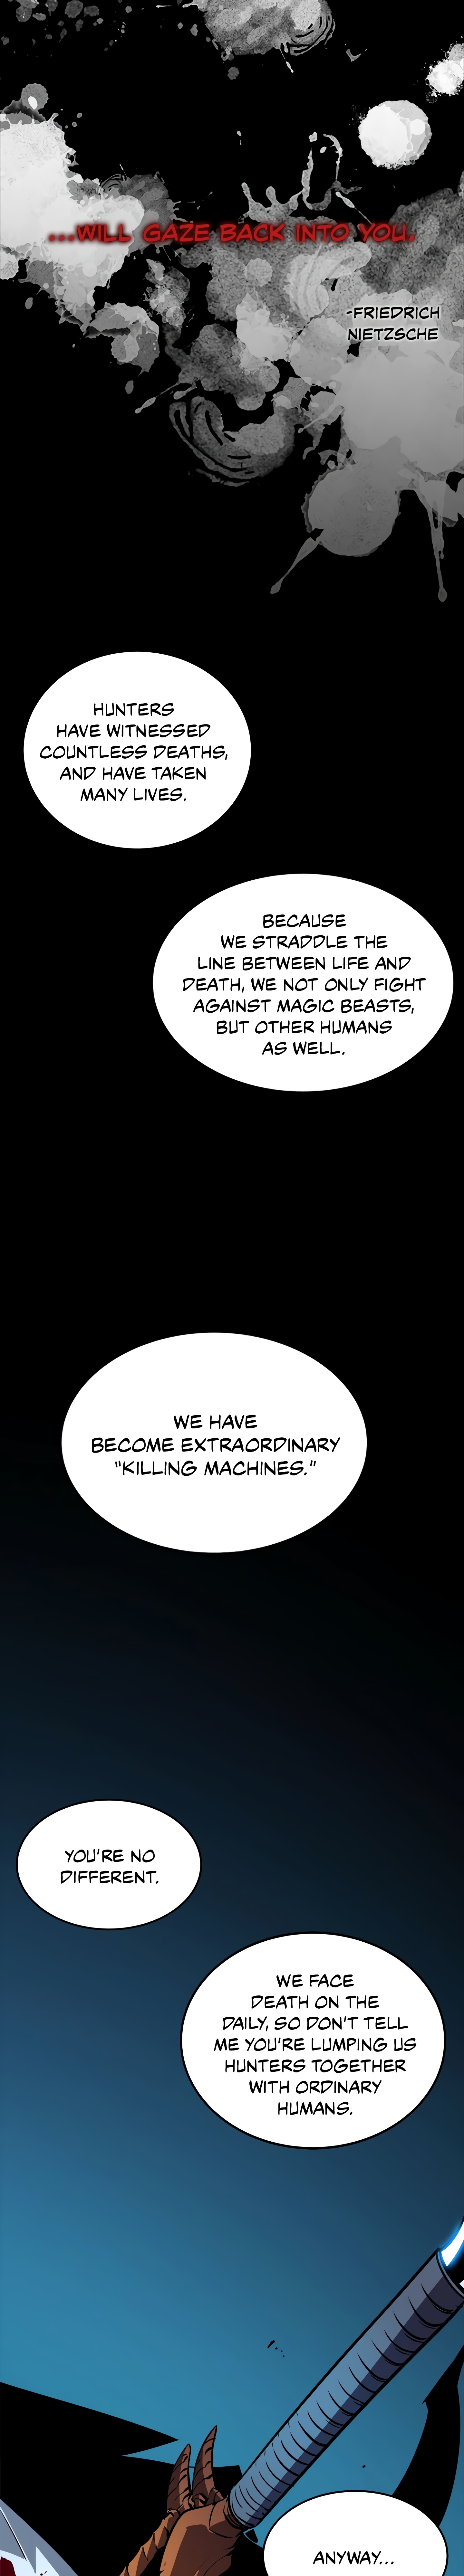 ...WILL GAZE BACK INTO YOU.
-FRIEDRICH
NIETZSCHE
HUNTERS
HAVE WITNESSED
COUNTLESS DEATHS,
AND HAVE TAKEN
MANY LIVES.
BECAUSE
WE STRADDLE THE
LINE BETWEEN LIFE AND
DEATH, WE NOT ONLY FIGHT
AGAINST MAGIC BEASTS,
BUT OTHER HUMANS
AS WELL.
WE HAVE
BECOME EXTRAORDINARY
"KILLING MACHINES."
YOU'RE NO
DIFFERENT.
WE FACE
DEATH ON THE
DAILY, SO DON'T TELL
ME YOU'RE LUMPING US
HUNTERS TOGETHER
WITH ORDINARY
HUMANS.
ANYWAY...